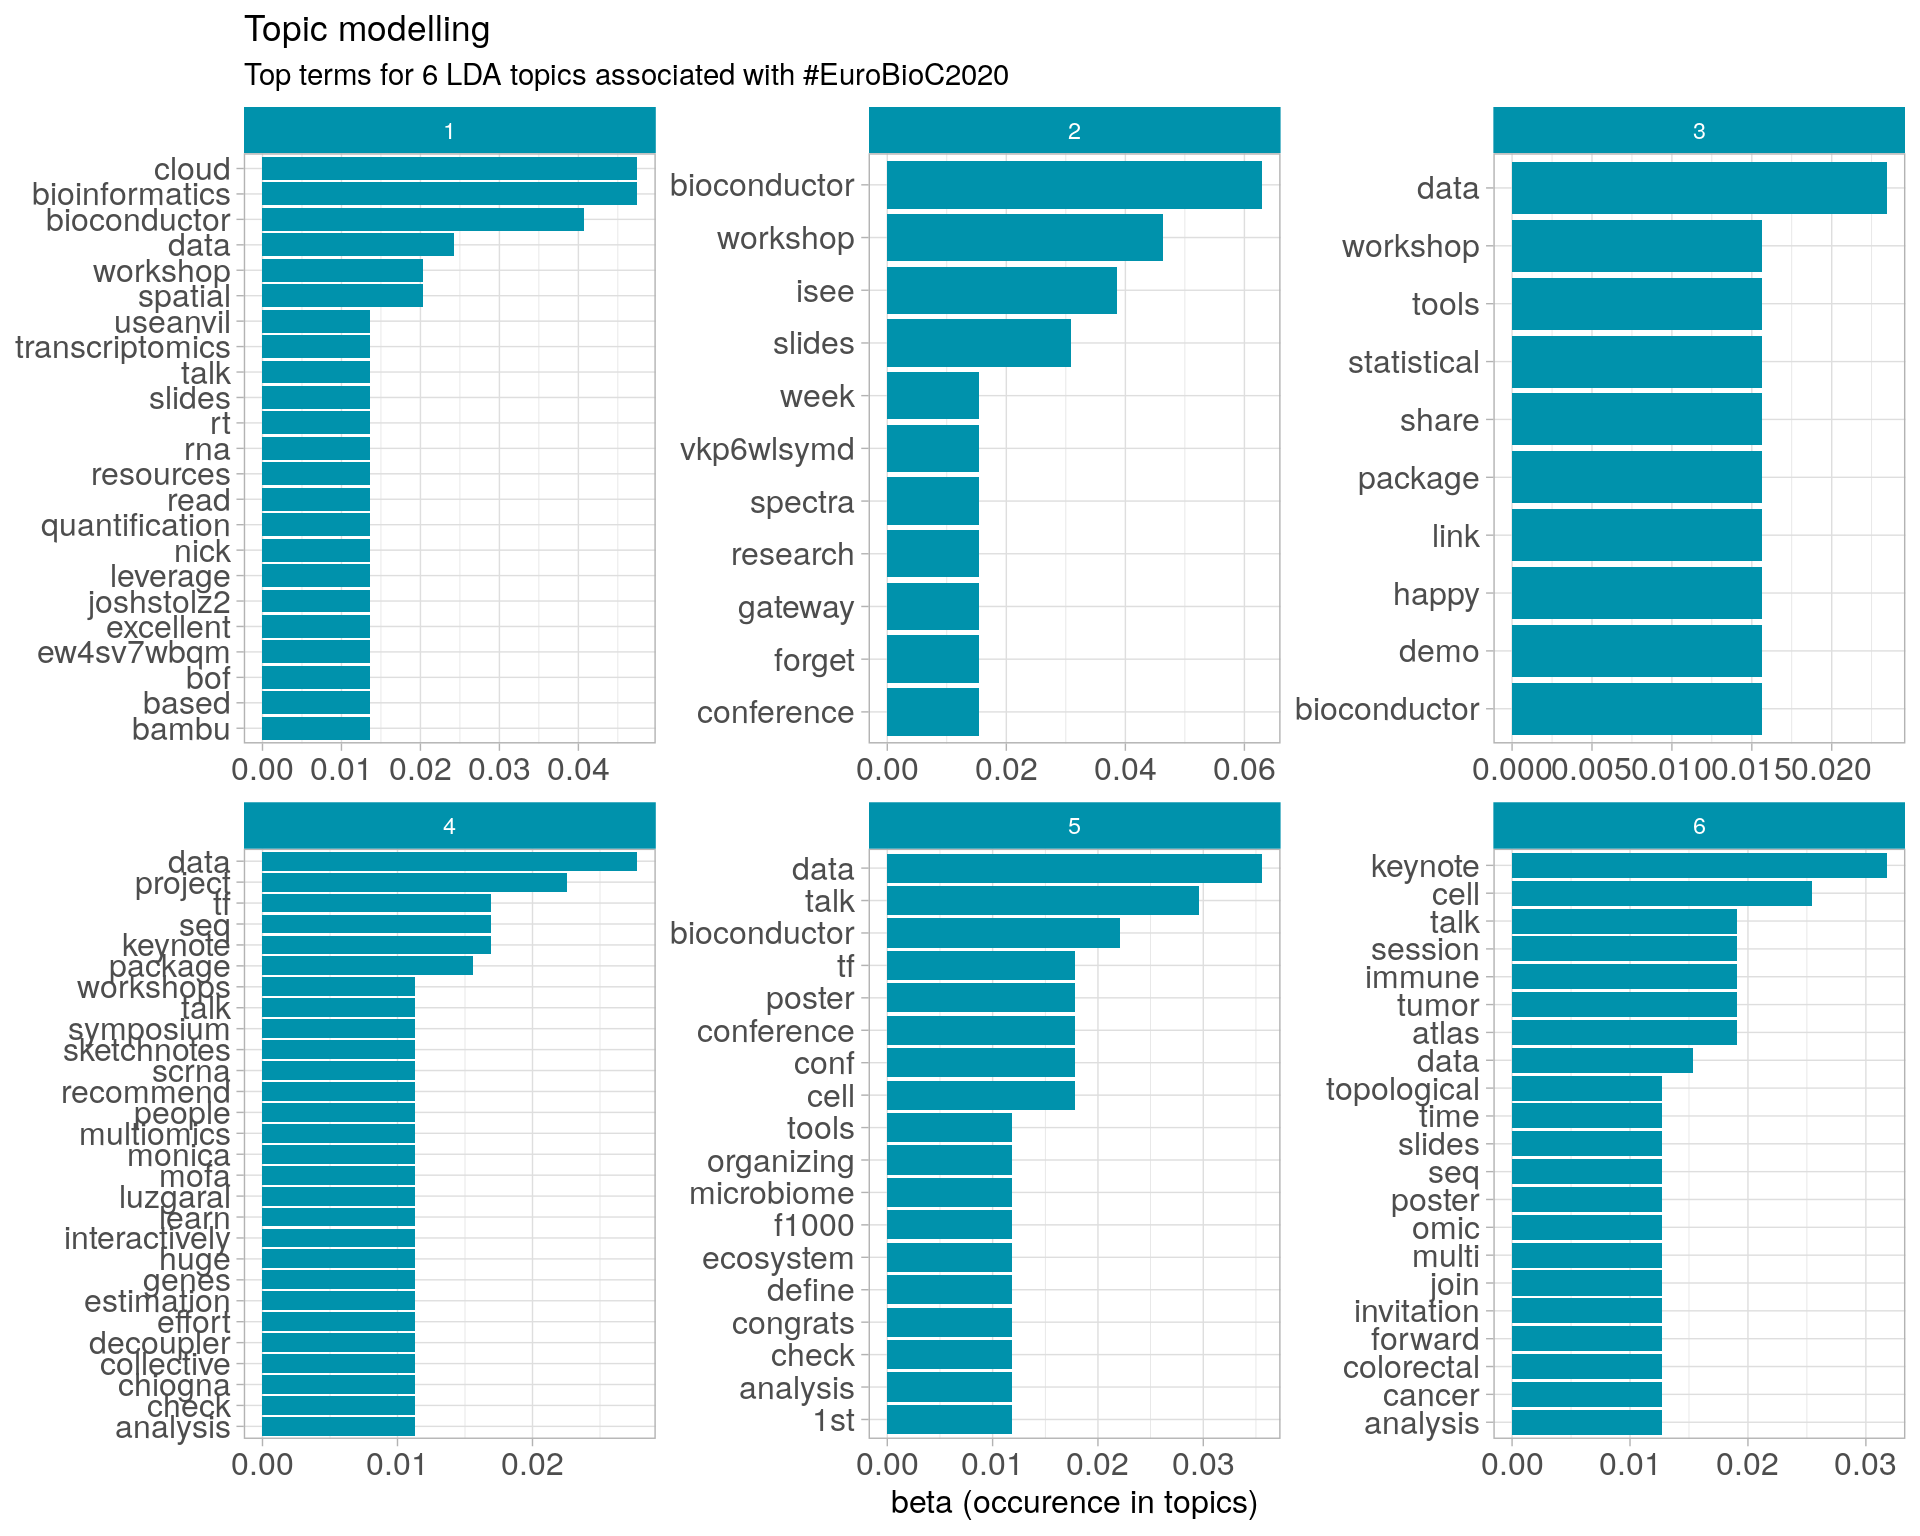 Topic modelling
Top terms for 6 LDA topics associated with #EuroBioC2020
1
cloud
bioinformatics
bioconductor
data
workshop
spatial
useanvil
transcriptomics
talk
slides
rt
rna
resources
read
quantification
nick
leverage
joshstolz2
excellent
ew4sv7wbqm
bof
based
bambu
0.00 0.01 0.02 0.03 0.04
2
bioconductor
workshop
isee
slides
week
vkp6wlsymd
spectra
research
gateway
forget
conference
0.00 0.02 0.04 0.06
3
data
workshop
tools
statistical
share
package
link
happy
demo
bioconductor
0.000 0.005 0.010 0.015 0.020
4
data
project
tf
seq
keynote
package
workshops
talk
symposium
sketchnotes
scrna
recommend
people
multiomics
monica
mofa
luzgaral
learn
interactively
huge
genes
estimation
effort
decoupler
collective
chiogna
check
analysis
0.00 0.01 0.02
5
data
talk
bioconductor
tf
poster
conference
conf
cell
tools
organizing
microbiome
f1000
ecosystem
define
congrats
check
analysis
1st
0.00 0.01 0.02 0.03
6
keynote
cell
talk
session
immune
tumor
atlas
data
topological
time
slides
seq
poster
omic
multi
join
invitation
forward
colorectal
cancer
analysis
0.00 0.01 0.02 0.03
beta (occurence in topics)